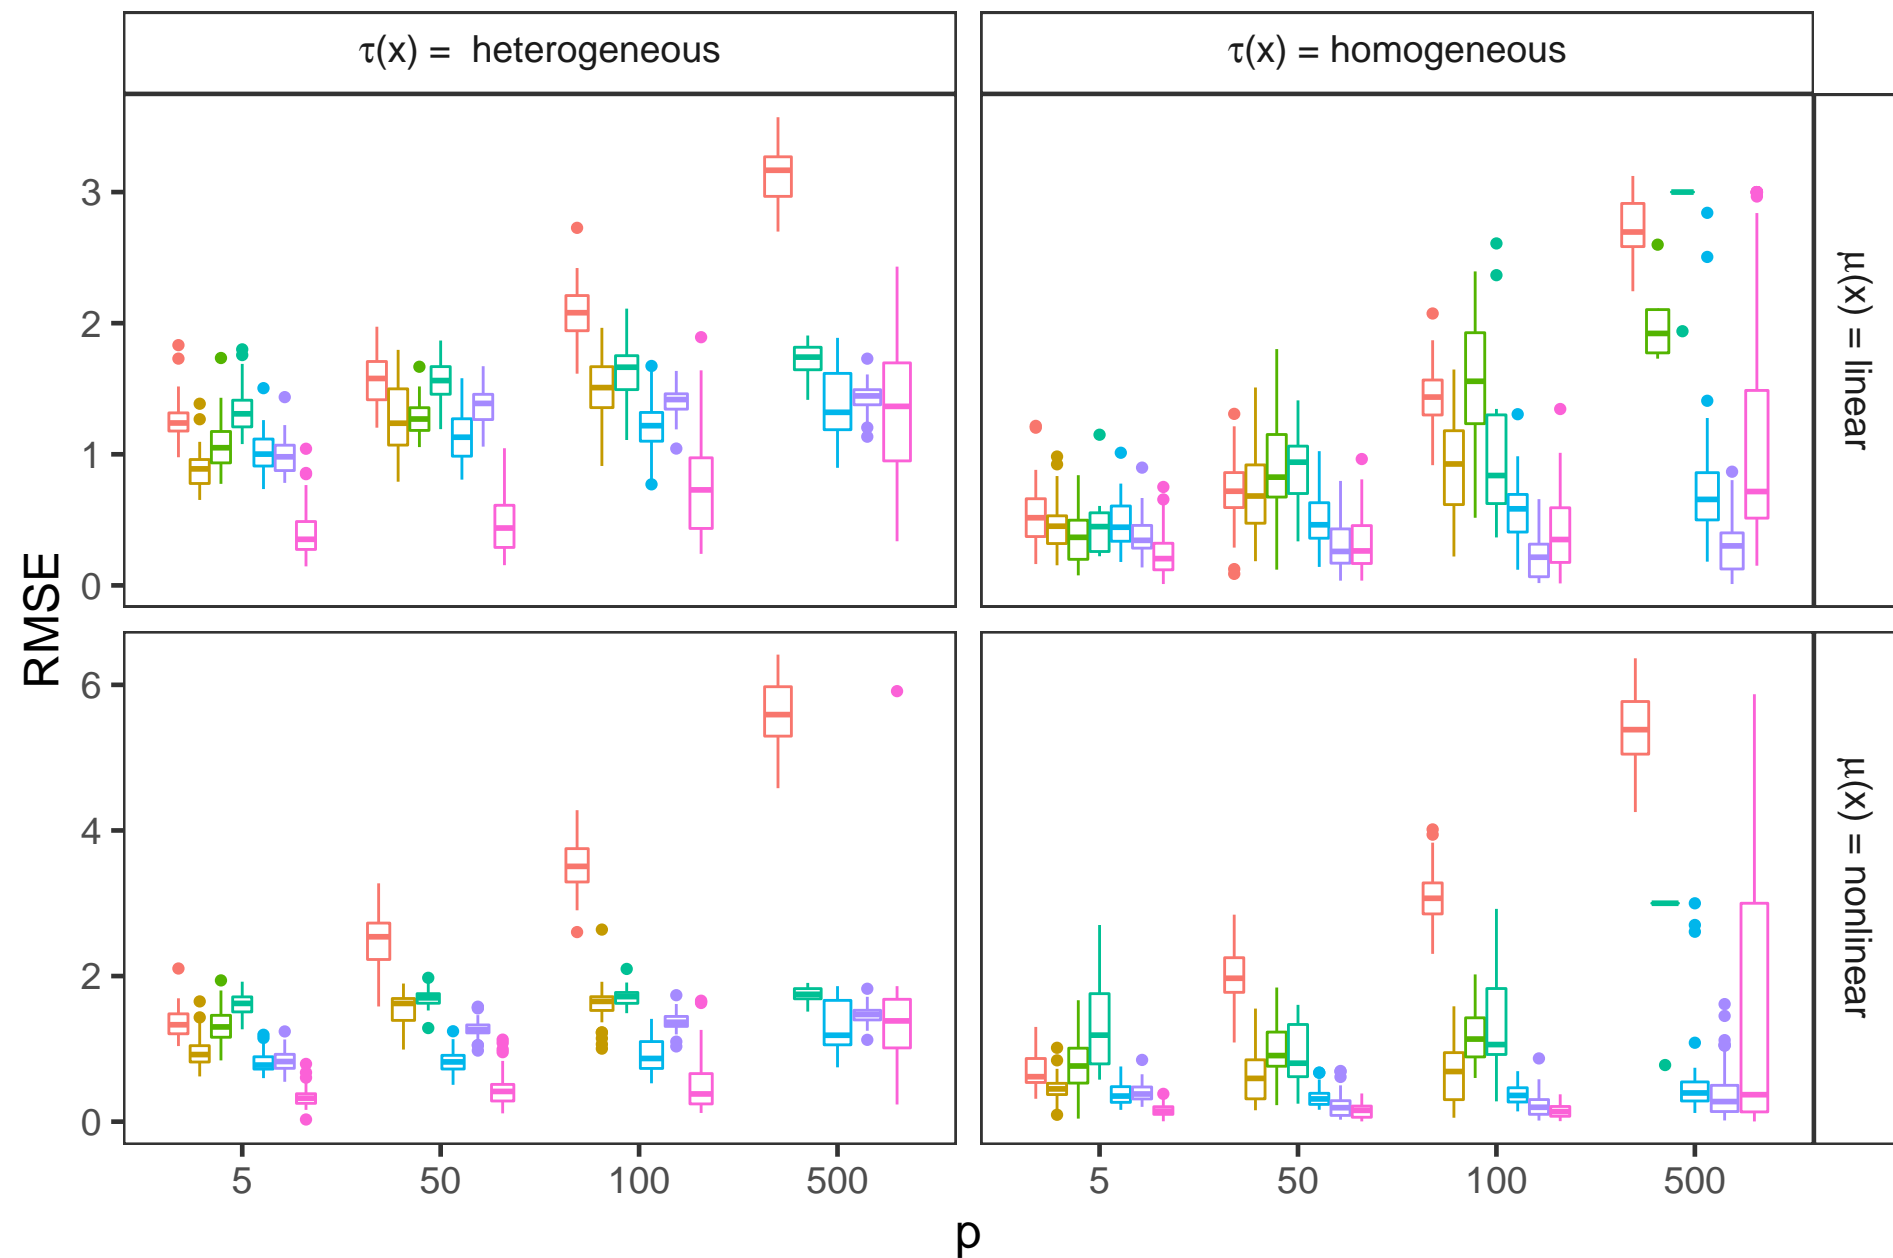 τ(x) = heterogeneous
τ(x) = homogeneous
3
2
1
0
μ(x) = linear
RMSE
6
4
2
0
μ(x) = nonlinear
5 50 100 500
5 50 100 500
p